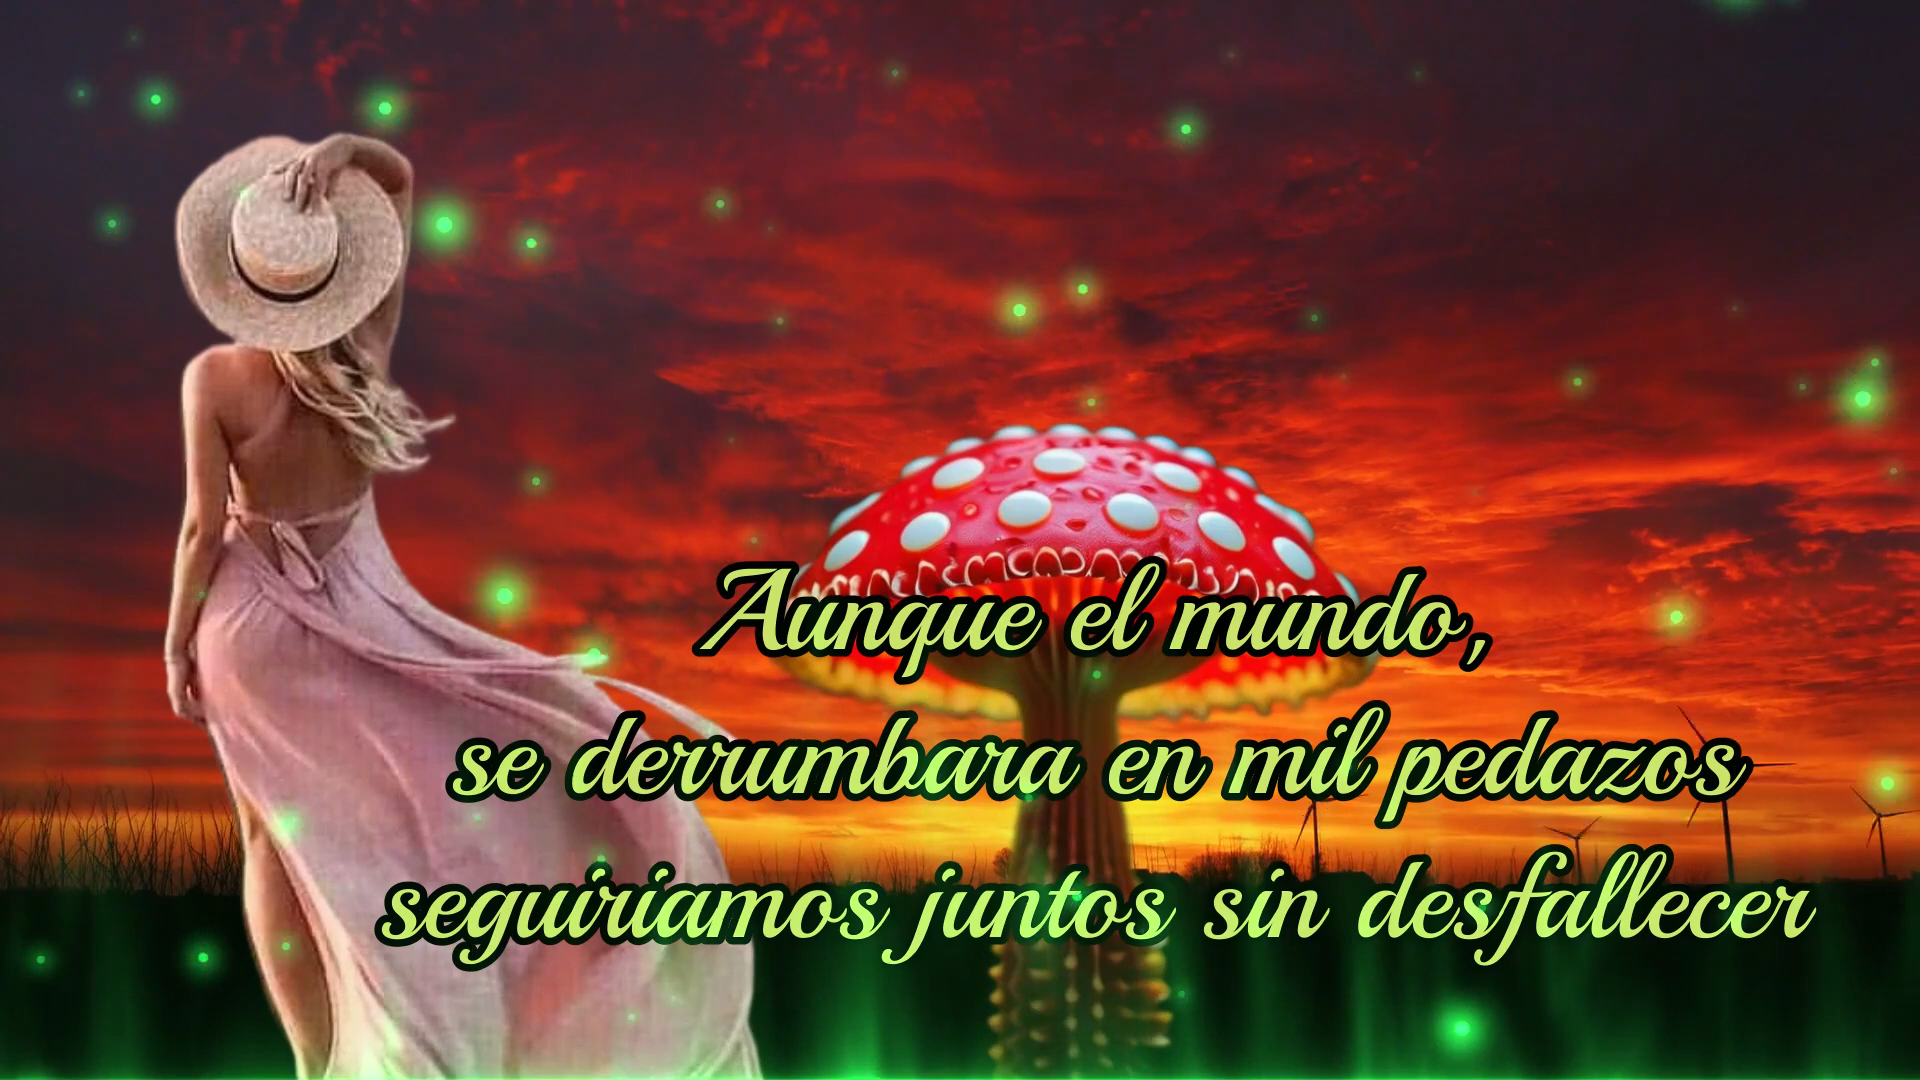 Aunque el mundo,
se derrumbara en mil pedazos
seguiríamos juntos sin desfallecer